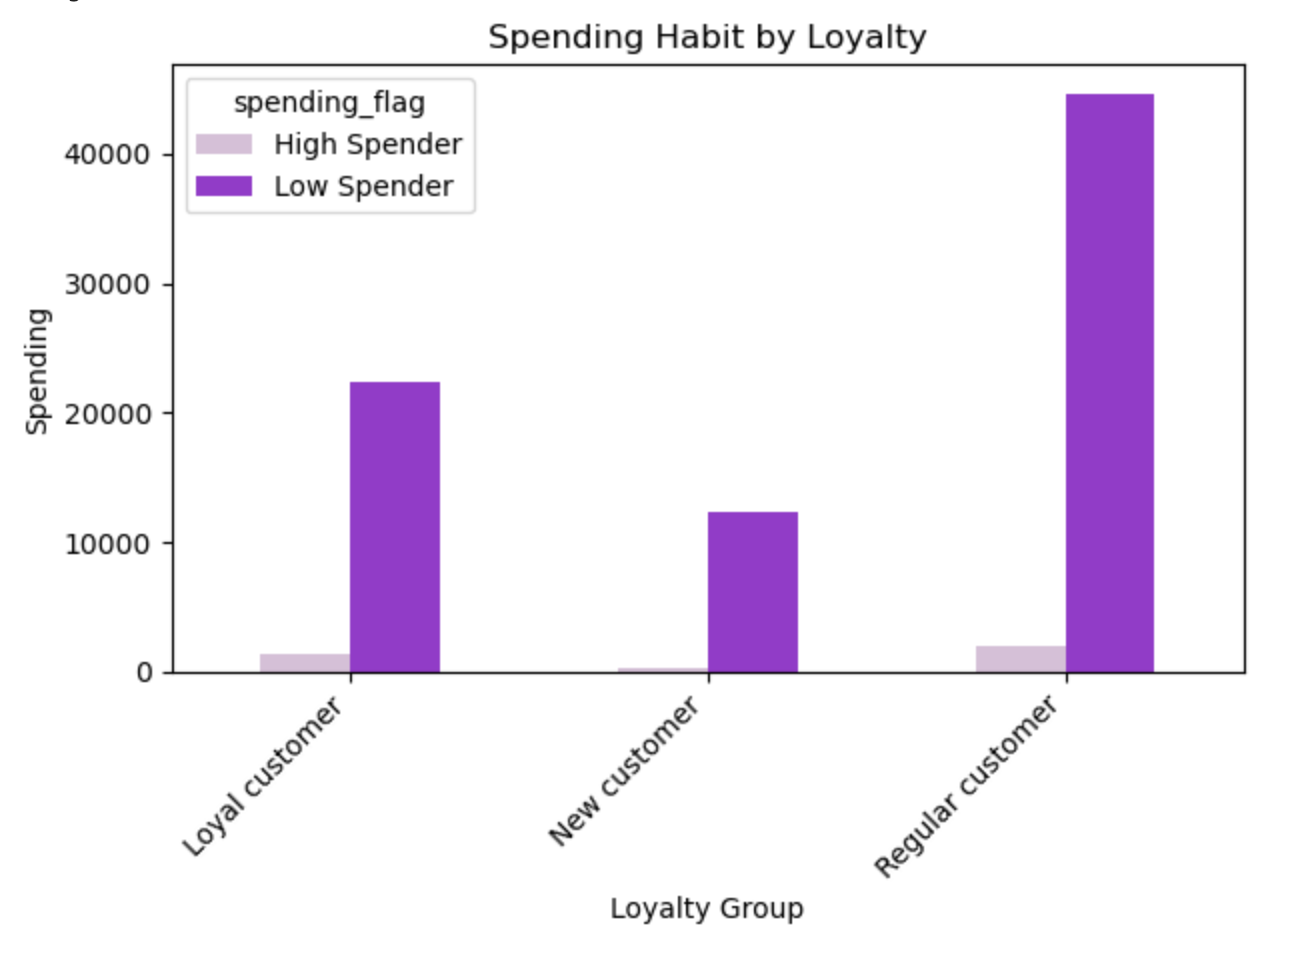 Spending Habit by Loyalty
spending_flag
High Spender
Low Spender
40000
30000
20000
10000
0
Spending
Loyal customer
New customer
Regular customer
Loyalty Group